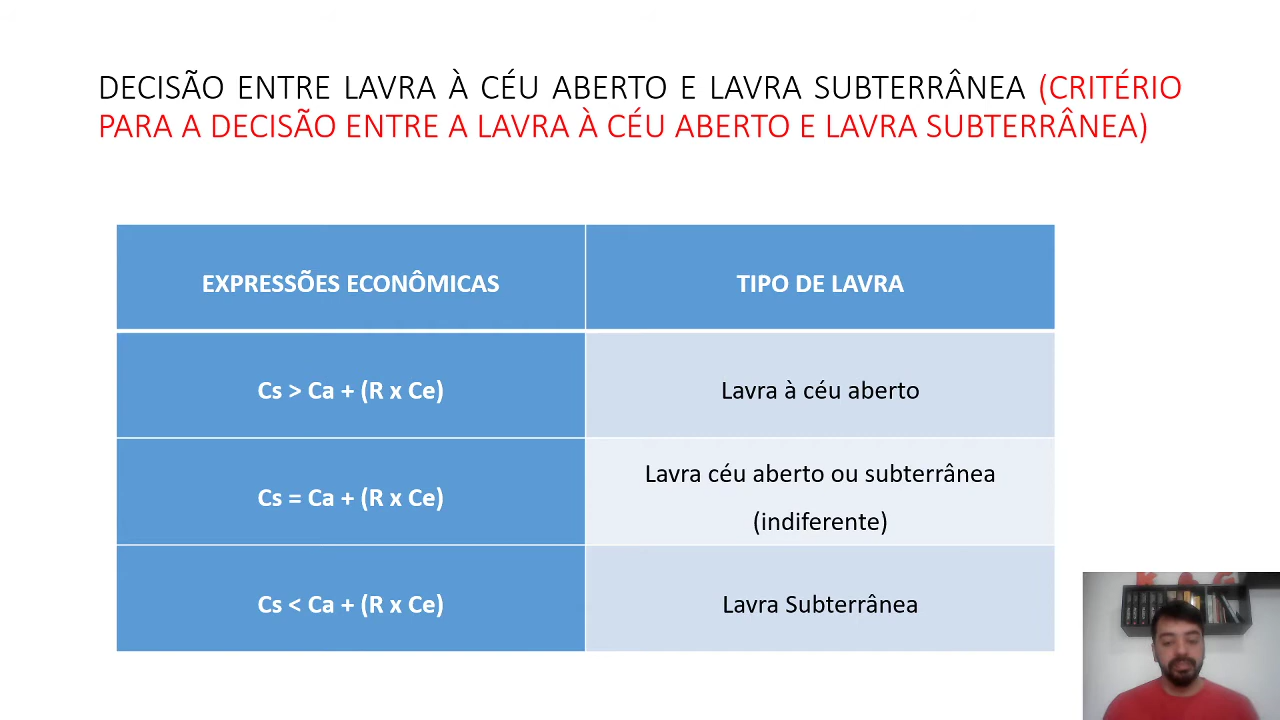 DECISÃO ENTRE LAVRA À CÉU ABERTO E LAVRA SUBTERRÂNEA (CRITÉRIO
PARA A DECISÃO ENTRE A LAVRA À CÉU ABERTO E LAVRA SUBTERRÂNEA)
EXPRESSÕES ECONÔMICAS
TIPO DE LAVRA
Cs > Ca + (R x Ce)
Lavra à céu aberto
Cs = Ca + (R x Ce)
Lavra céu aberto ou subterrânea
(indiferente)
Cs < Ca + (R x Ce)
Lavra Subterrânea